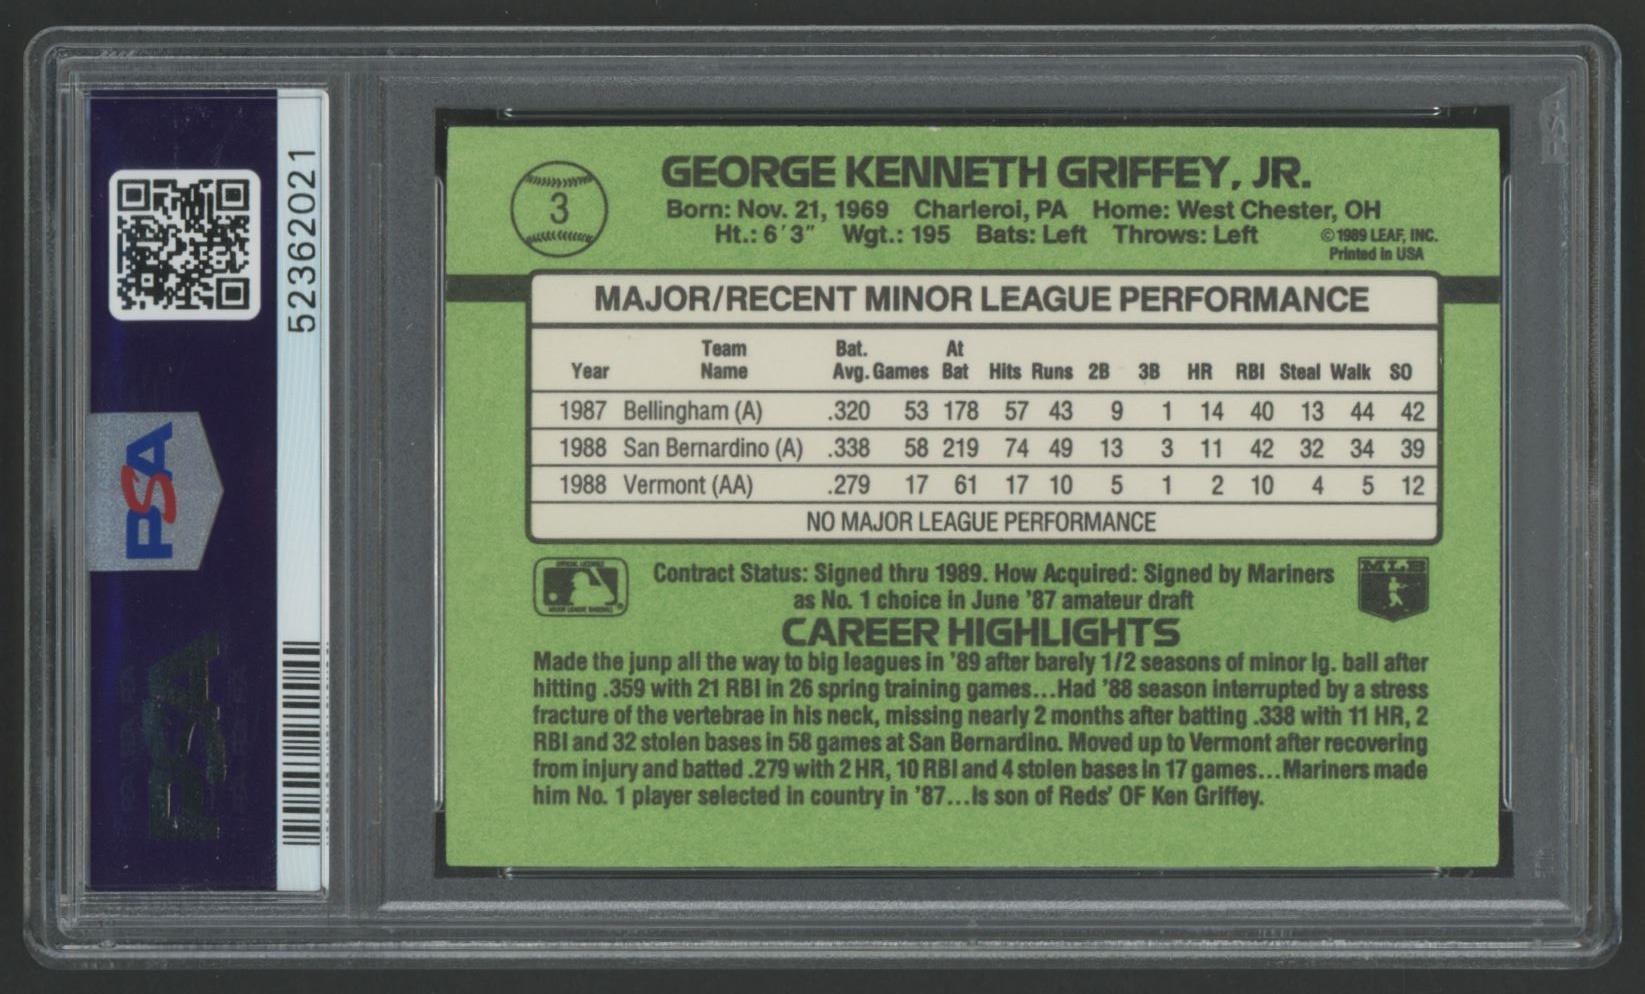 52362021
PSA
PSA
3
GEORGE KENNETH GRIFFEY, JR.
Born: Nov. 21, 1969 Charleroi, PA Home: West Chester, OH
Ht.: 6'3" Wgt.: 195 Bats: Left Throws: Left
©1989 LEAF, INC.
Printed In USA
MAJOR/RECENT MINOR LEAGUE PERFORMANCE
Year Team Name Bat. Avg. Games At Bat Hits Runs 2B 3B HR RBI Steal Walk SO
1987 Bellingham (A) .320 53 178 57 43 9 1 14 40 13 44 42
1988 San Bernardino (A) .338 58 219 74 49 13 3 11 42 32 34 39
1988 Vermont (AA) .279 17 61 17 10 5 1 2 10 4 5 12
NO MAJOR LEAGUE PERFORMANCE
Contract Status: Signed thru 1989. How Acquired: Signed by Mariners
as No. 1 choice in June '87 amateur draft
MLB
CAREER HIGHLIGHTS
Made the junp all the way to big leagues in '89 after barely 1/2 seasons of minor lg. ball after
hitting .359 with 21 RBI in 26 spring training games...Had '88 season interrupted by a stress
fracture of the vertebrae in his neck, missing nearly 2 months after batting .338 with 11 HR, 2
RBI and 32 stolen bases in 58 games at San Bernardino. Moved up to Vermont after recovering
from injury and batted .279 with 2 HR, 10 RBI and 4 stolen bases in 17 games...Mariners made
him No. 1 player selected in country in '87...Is son of Reds' OF Ken Griffey.